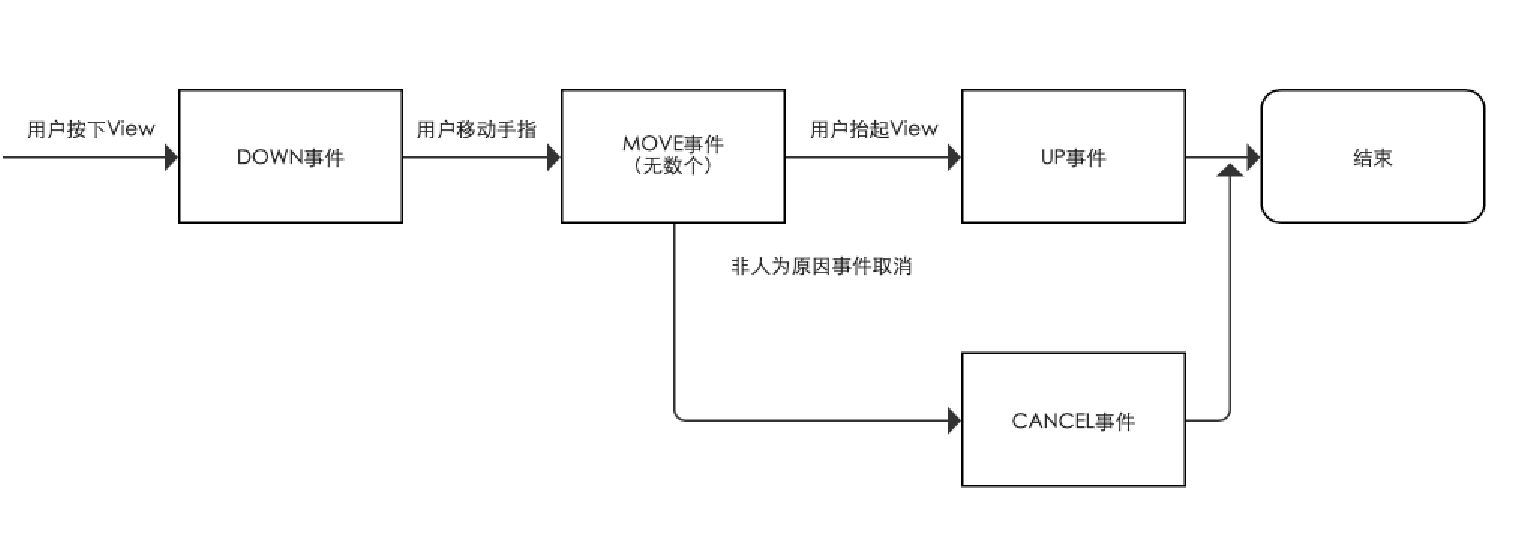 用户按下View
DOWN事件
用户移动手指
MOVE事件
（无数个）
用户抬起View
UP事件
结束
非人为原因事件取消
CANCEL事件